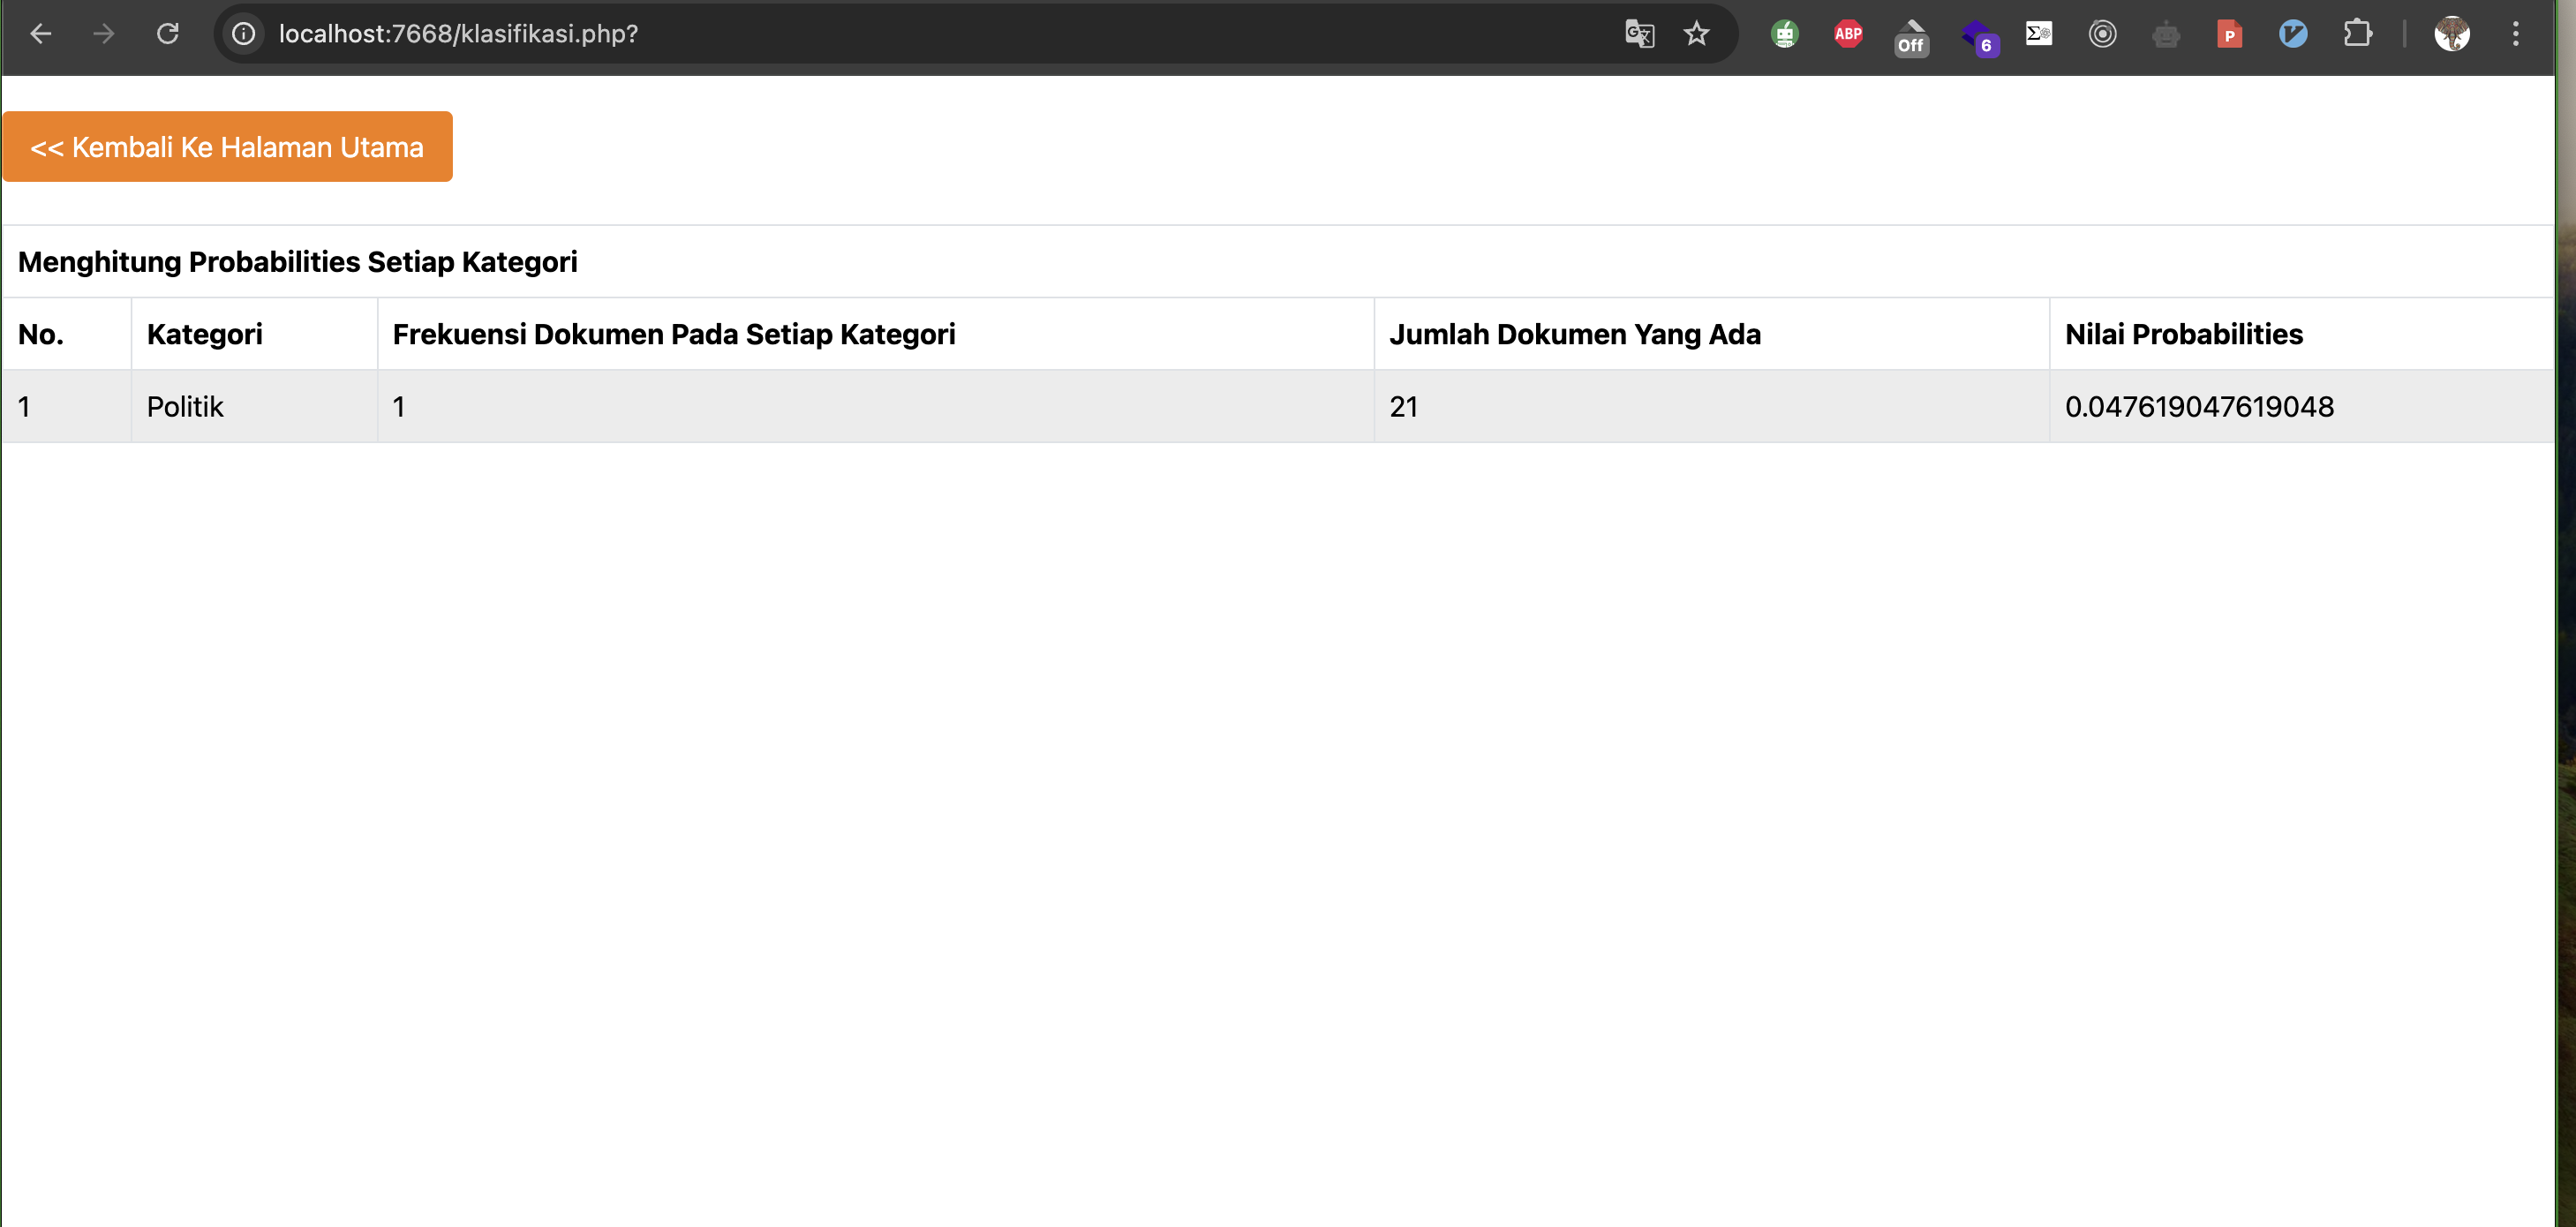 localhost:7668/klasifikasi.php?
ABP
Off
6
P
<< Kembali Ke Halaman Utama
Menghitung Probabilities Setiap Kategori
No. Kategori Frekuensi Dokumen Pada Setiap Kategori Jumlah Dokumen Yang Ada Nilai Probabilities
1 Politik 1 21 0.047619047619048